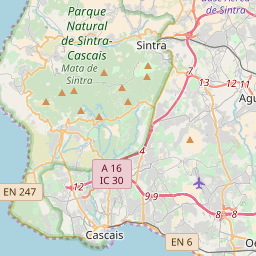 Parque
Natural
de Sintra-
Cascais
Mata de
Sintra
Sintra
de Sintra
13
12
11
Agu
4
A 16
IC 30
12
EN 247
9
9
8
8
EN 6
Cascais
Oe